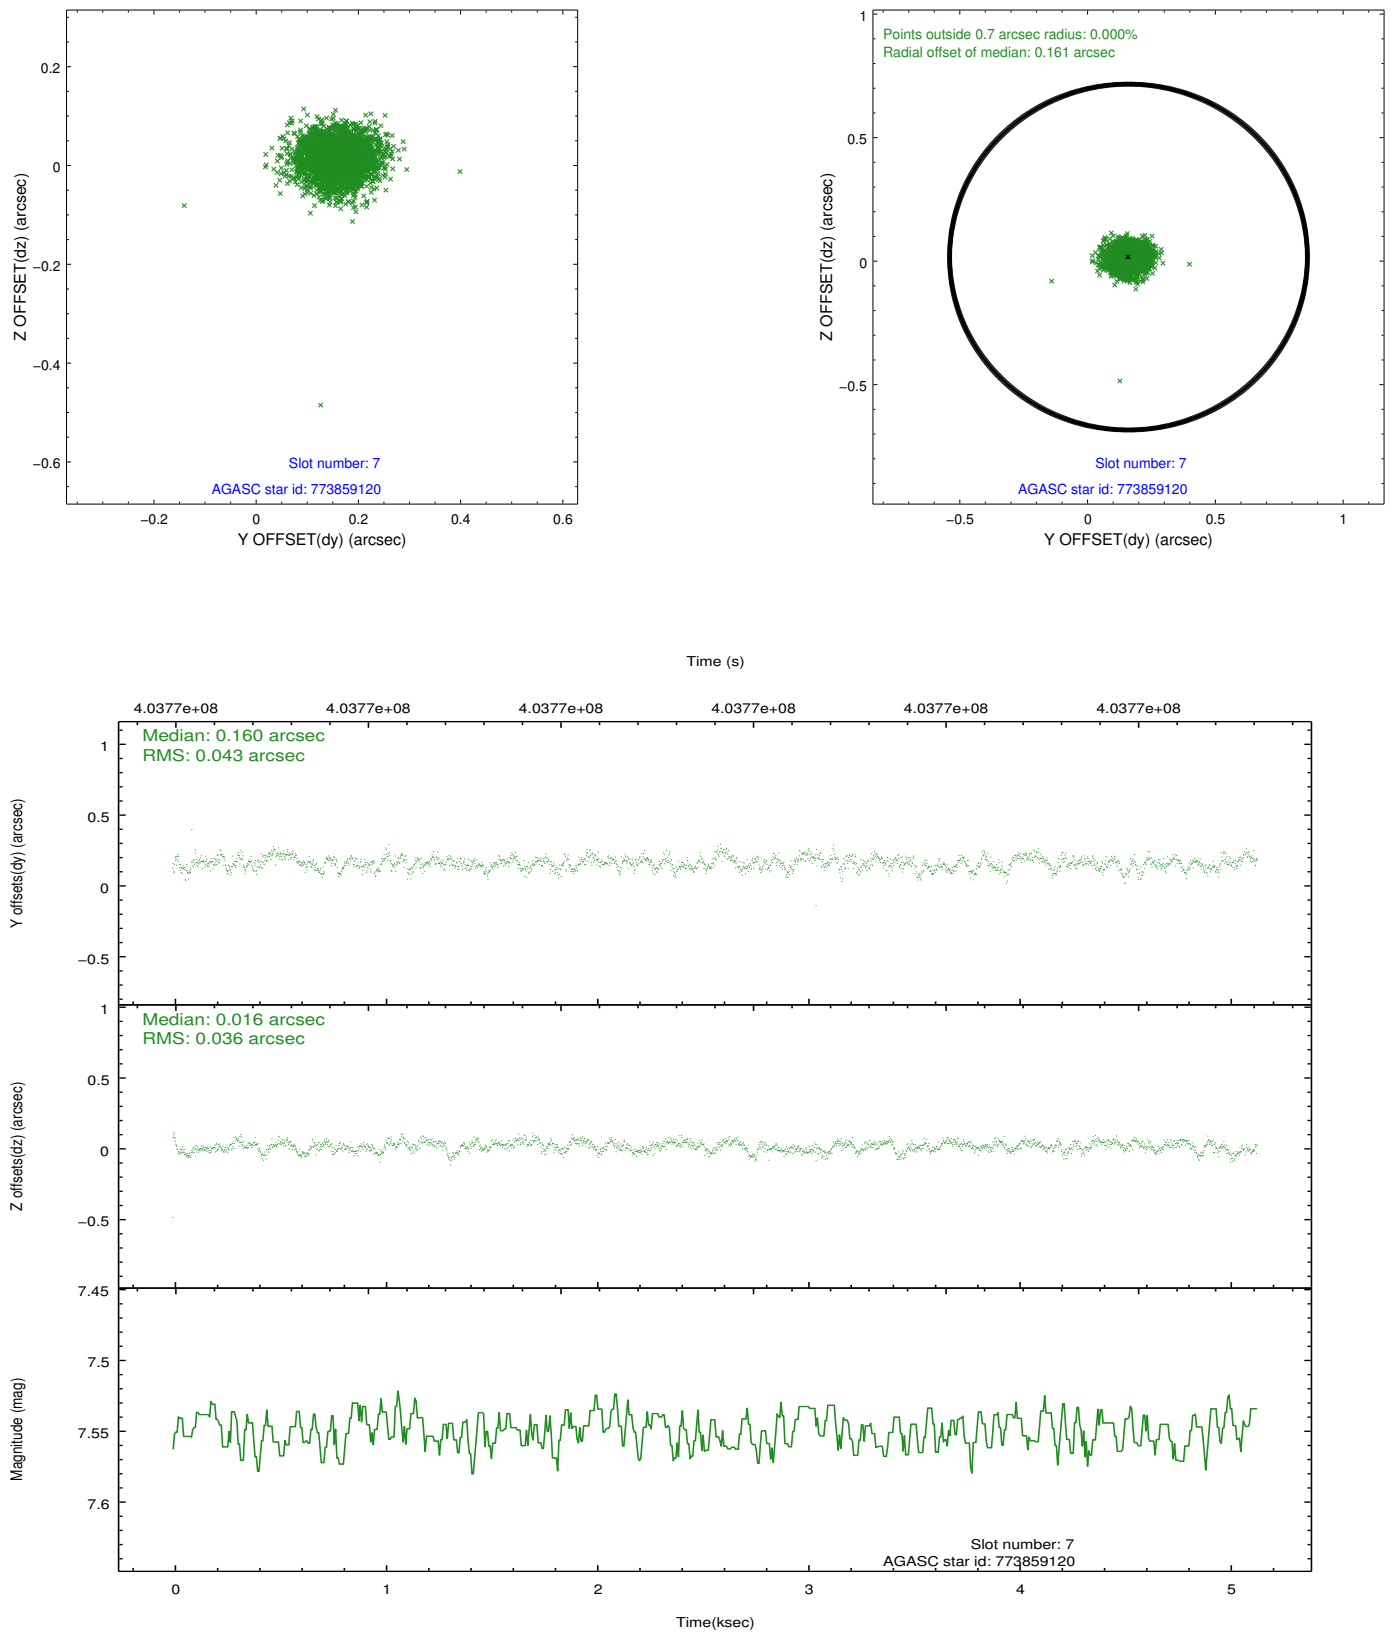 0.2
0
−0.2
−0.4
−0.6
Z OFFSET(dz) (arcsec)
Slot number: 7
AGASC star id: 773859120
−0.2 0 0.2 0.4 0.6
Y OFFSET(dy) (arcsec)
Points outside 0.7 arcsec radius: 0.000%
Radial offset of median: 0.161 arcsec
1
0.5
0
−0.5
Z OFFSET(dz) (arcsec)
Slot number: 7
AGASC star id: 773859120
−0.5 0 0.5 1
Y OFFSET(dy) (arcsec)
Time (s)
4.0377e+08 4.0377e+08 4.0377e+08 4.0377e+08 4.0377e+08 4.0377e+08
Median: 0.160 arcsec
RMS: 0.043 arcsec
1
0.5
0
−0.5
Y offsets(dy) (arcsec)
Median: 0.016 arcsec
RMS: 0.036 arcsec
1
0.5
0
−0.5
Z offsets(dz) (arcsec)
7.45
7.5
7.55
7.6
Magnitude (mag)
Slot number: 7
AGASC star id: 773859120
0 1 2 3 4 5
Time(ksec)